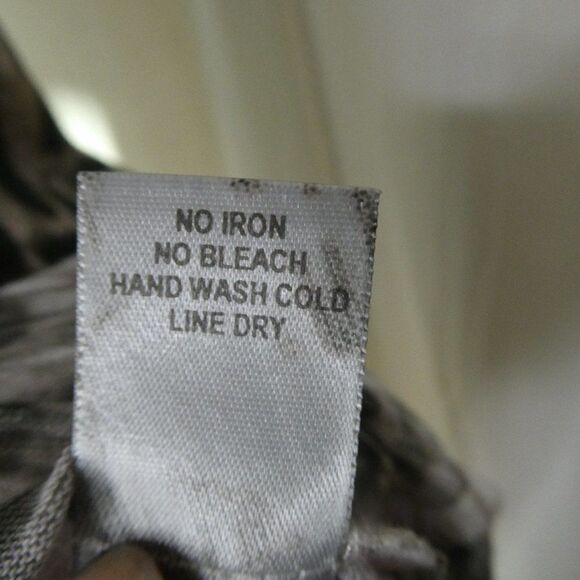 NO IRON
NO BLEACH
HAND WASH COLD
LINE DRY